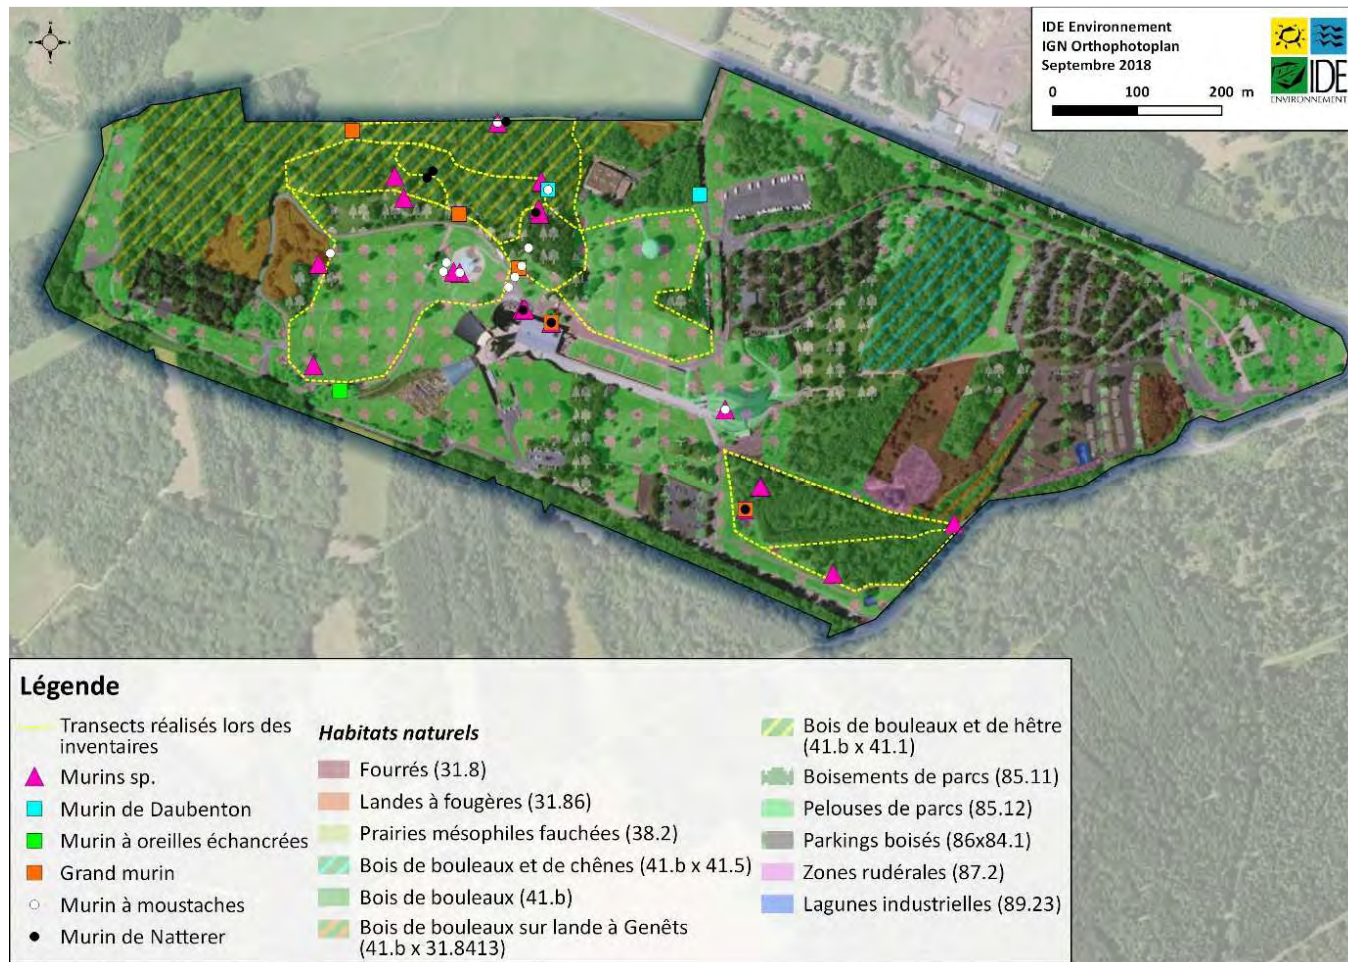 IDE Environnement
IGN Orthophotoplan
Septembre 2018
0 100 200 m
IDE
ENVIRONNEMENT
Légende
Transects réalisés lors des
inventaires
Murins sp.
Murin de Daubenton
Murin à oreilles échancrées
Grand murin
Murin à moustaches
Murin de Natterer
Habitats naturels
Fourrés (31.8)
Landes à fougères (31.86)
Prairies mésophiles fauchées (38.2)
Bois de bouleaux et de chênes (41.b x 41.5)
Bois de bouleaux (41.b)
Bois de bouleaux sur lande à Genêts
(41.b x 31.8413)
Bois de bouleaux et de hêtre
(41.b x 41.1)
Boisements de parcs (85.11)
Pelouses de parcs (85.12)
Parkings boisés (86x84.1)
Zones rudérales (87.2)
Lagunes industrielles (89.23)